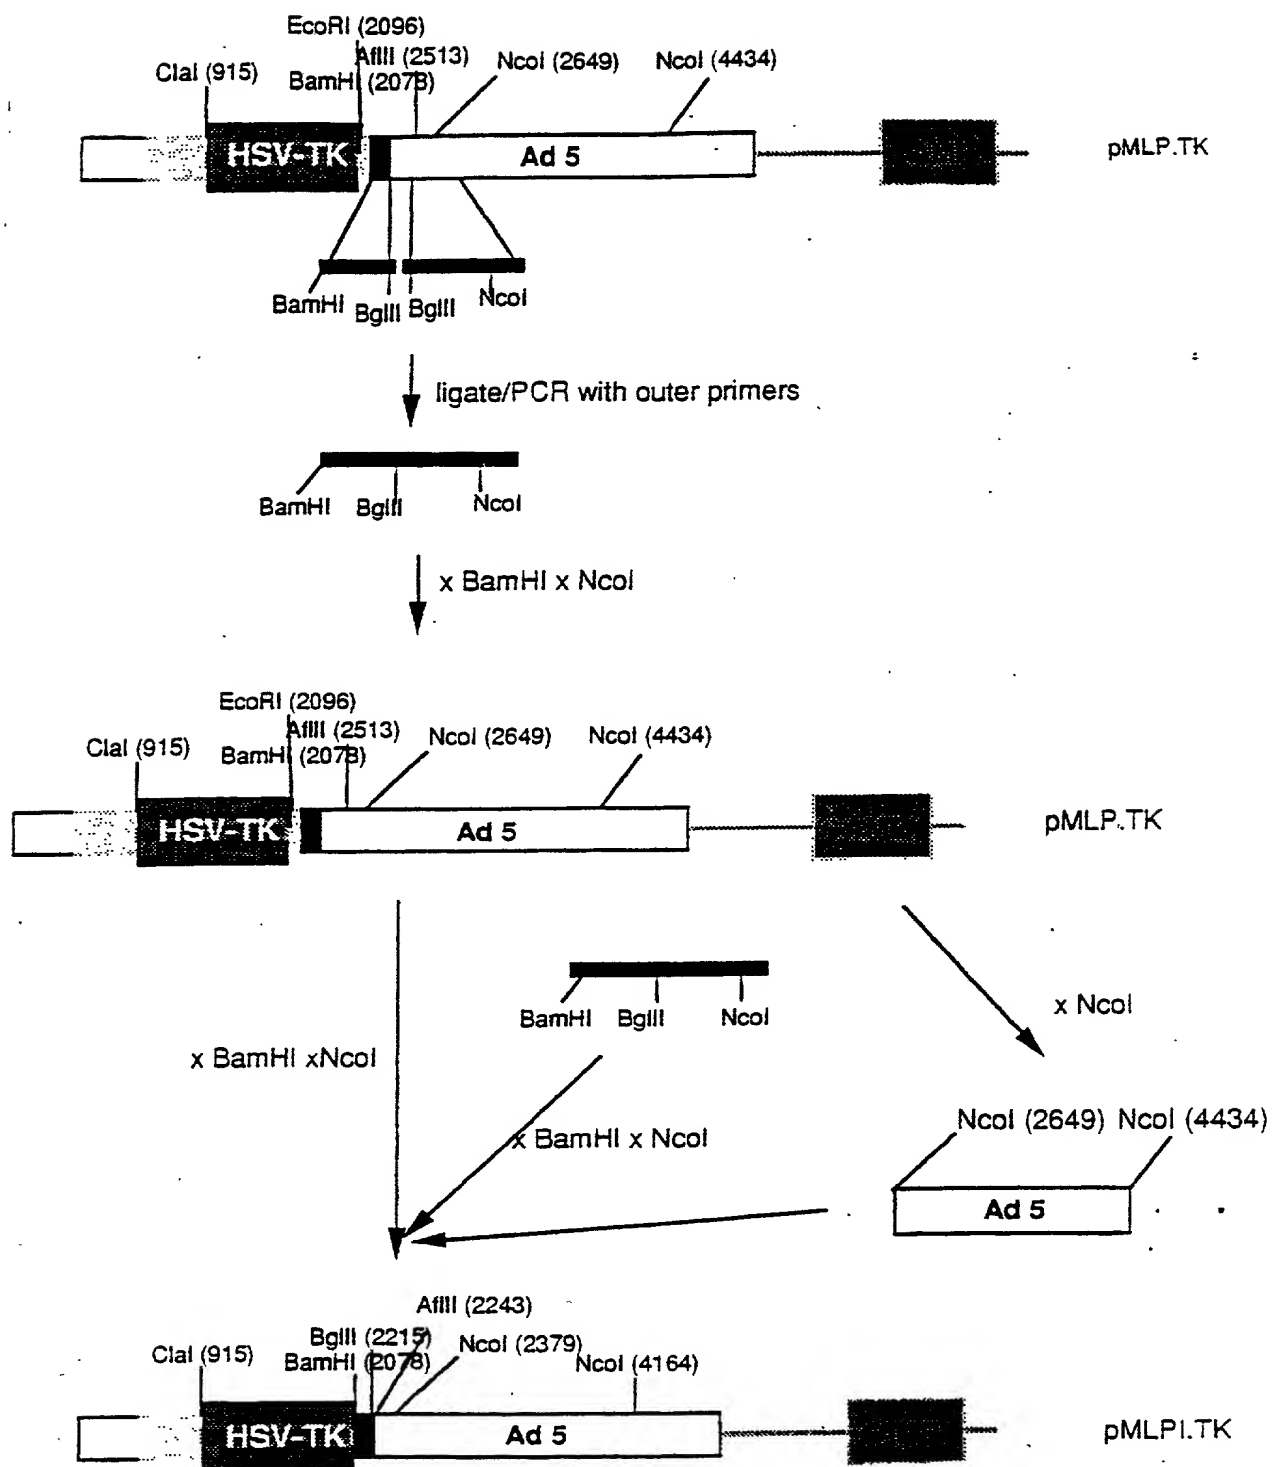 EcoRI (2096)
AflIII (2513)
ClaI (915)
BamHI (2078)
NcoI (2649)
NcoI (4434)
HSV-TK
Ad 5
pMLP.TK
BamHI
BglII
BglII
NcoI
ligate/PCR with outer primers
BamHI
BglII
NcoI
x BamHI x NcoI
EcoRI (2096)
AflIII (2513)
ClaI (915)
BamHI (2078)
NcoI (2649)
NcoI (4434)
HSV-TK
Ad 5
pMLP.TK
BamHI
BglII
NcoI
x NcoI
x BamHI xNcoI
x BamHI x NcoI
NcoI (2649) NcoI (4434)
Ad 5
AflIII (2243)
BglII (2215)
NcoI (2379)
ClaI (915)
BamHI (2078)
NcoI (4164)
HSV-TK
Ad 5
pMLPI.TK